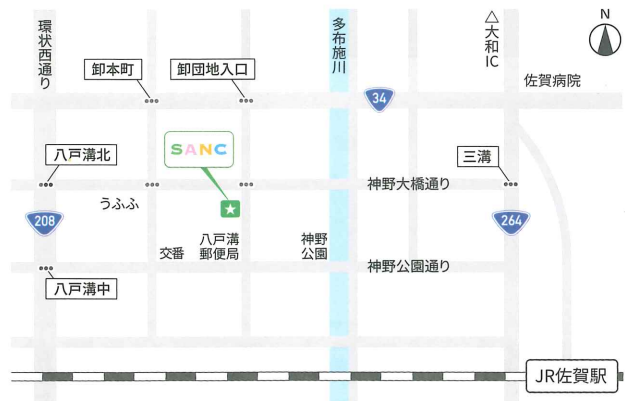 環状西通り
多布施川
△大和IC
N
卸本町
卸団地入口
佐賀病院
34
SANC
八戸溝北
三溝
神野大橋通り
うふふ
208
264
交番
八戸溝
郵便局
神野
公園
神野公園通り
八戸溝中
JR佐賀駅